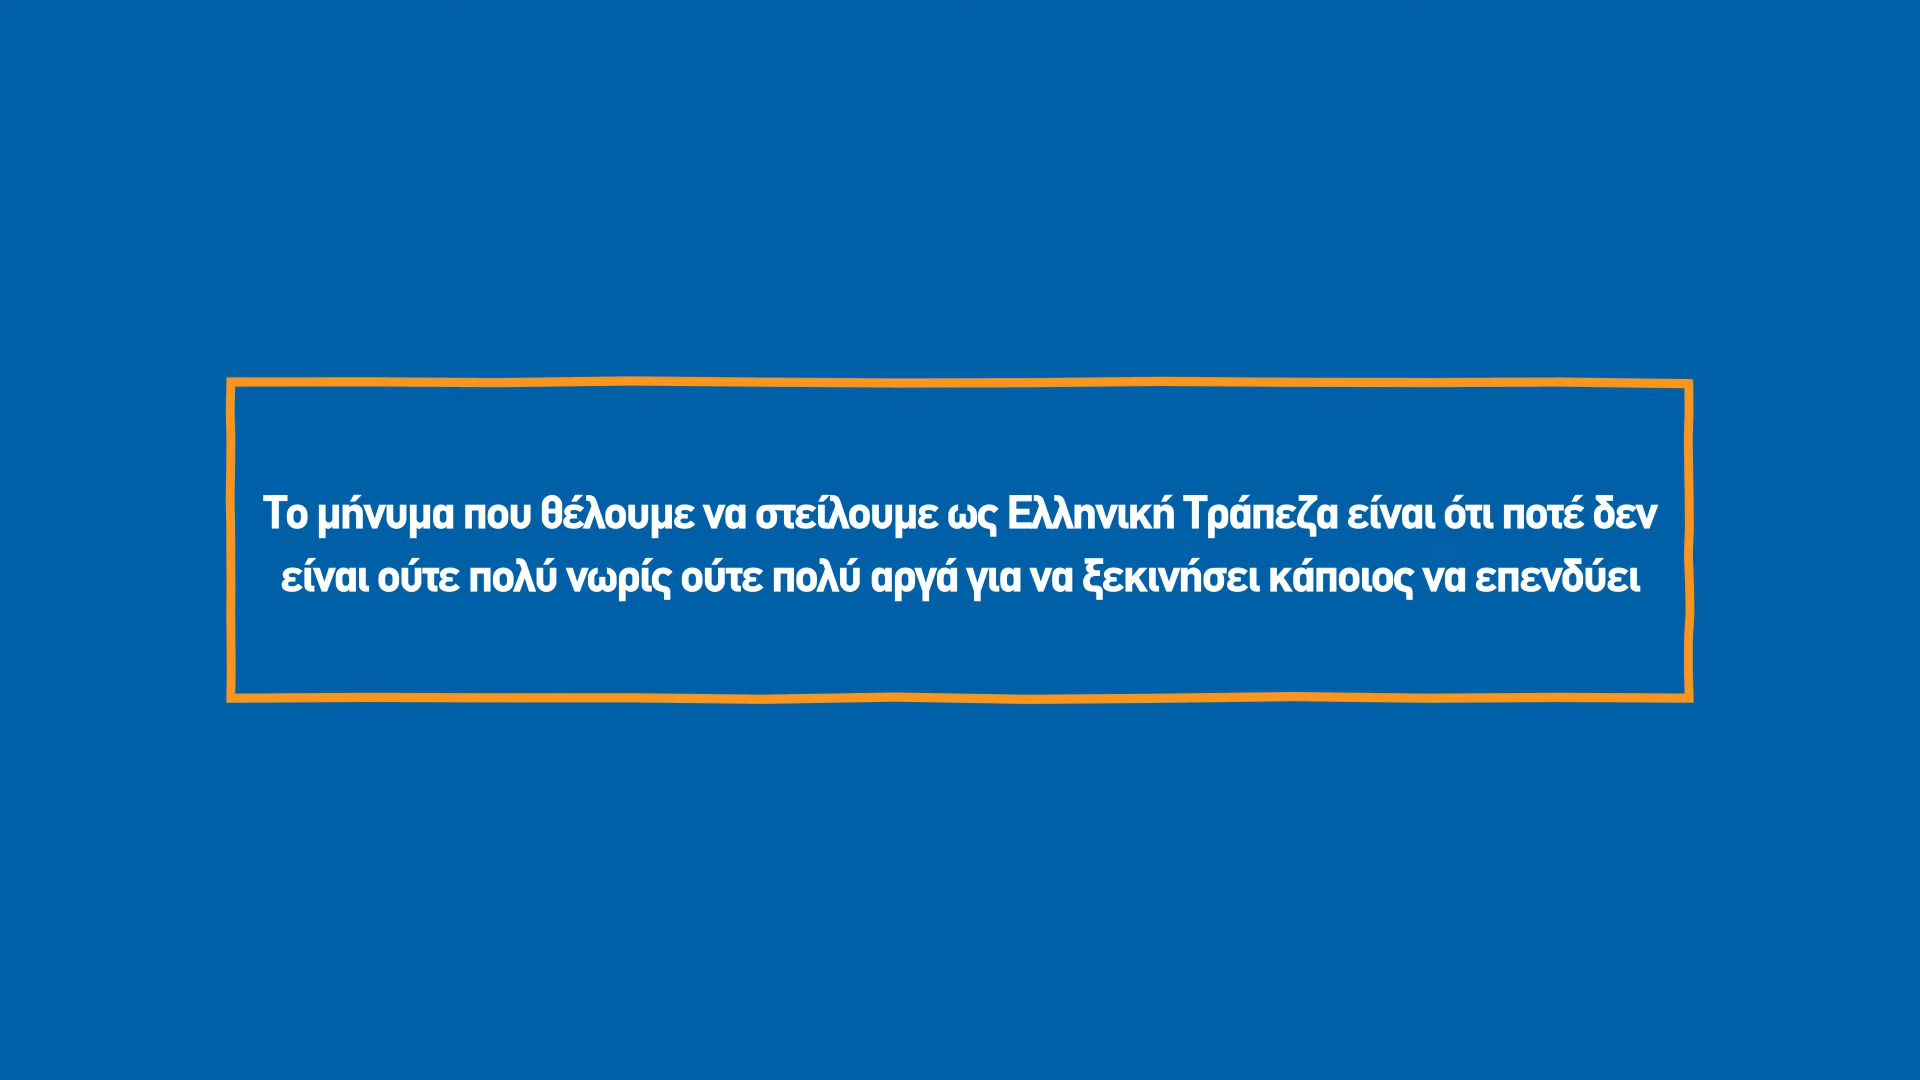 Το μήνυμα που θέλουμε να στείλουμε ως Ελληνική Τράπεζα είναι ότι ποτέ δεν
είναι ούτε πολύ νωρίς ούτε πολύ αργά για να ξεκινήσει κάποιος να επενδύει